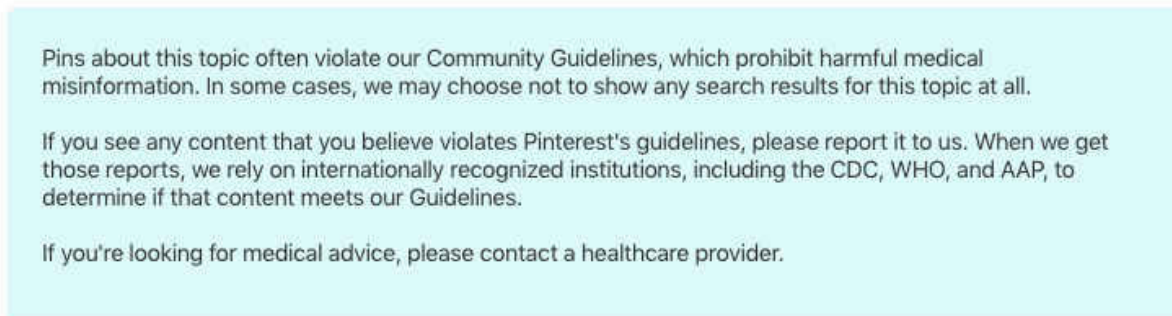 Pins about this topic often violate our Community Guidelines, which prohibit harmful medical
misinformation. In some cases, we may choose not to show any search results for this topic at all.
If you see any content that you believe violates Pinterest's guidelines, please report it to us. When we get
those reports, we rely on internationally recognized institutions, including the CDC, WHO, and AAP, to
determine if that content meets our Guidelines.
If you're looking for medical advice, please contact a healthcare provider.